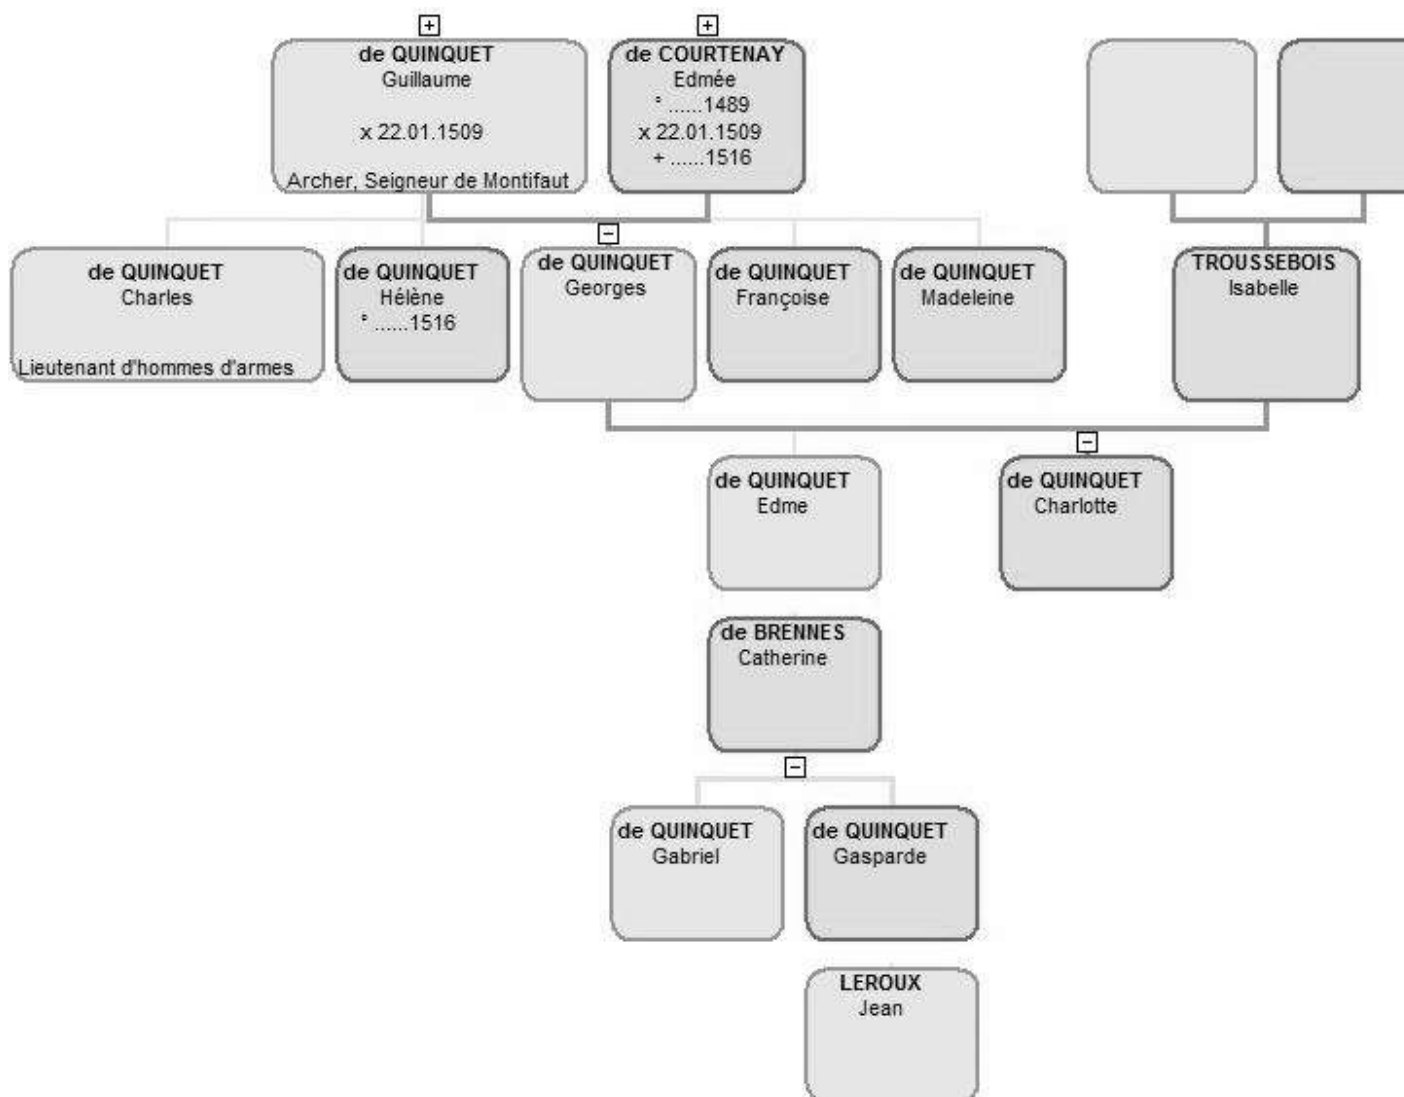 de QUINQUET
Guillaume
x 22.01.1509
Archer, Seigneur de Montifaut
de COURTENAY
Edmée
° ......1489
x 22.01.1509
+ ......1516
de QUINQUET
Charles
Lieutenant d'hommes d'armes
de QUINQUET
Hélène
° ......1516
de QUINQUET
Georges
de QUINQUET
Françoise
de QUINQUET
Madeleine
TROUSSEBOIS
Isabelle
de QUINQUET
Edme
de QUINQUET
Charlotte
de BRENNES
Catherine
de QUINQUET
Gabriel
de QUINQUET
Gasparde
LEROUX
Jean